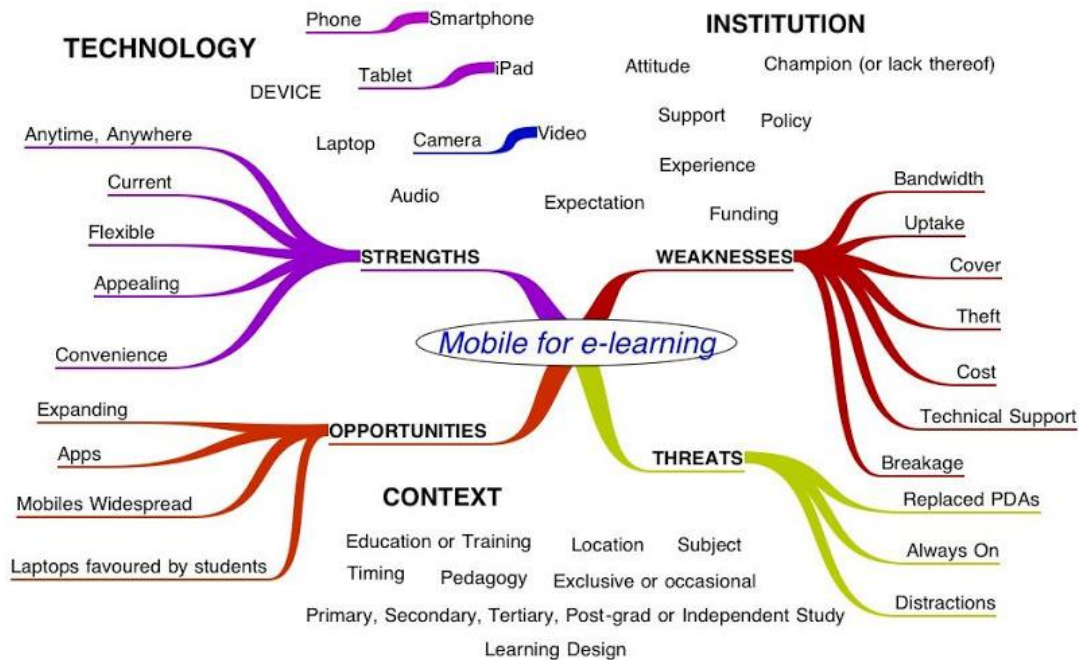 TECHNOLOGY
Phone
Smartphone
Tablet
iPad
DEVICE
Laptop
Camera
Video
Audio
INSTITUTION
Attitude
Champion (or lack thereof)
Support
Policy
Experience
Expectation
Funding
Mobile for e-learning
STRENGTHS
Anytime, Anywhere
Current
Flexible
Appealing
Convenience
WEAKNESSES
Bandwidth
Uptake
Cover
Theft
Cost
Technical Support
Breakage
OPPORTUNITIES
Expanding
Apps
Mobiles Widespread
Laptops favoured by students
THREATS
Replaced PDAs
Always On
Distractions
CONTEXT
Education or Training
Location
Subject
Timing
Pedagogy
Exclusive or occasional
Primary, Secondary, Tertiary, Post-grad or Independent Study
Learning Design